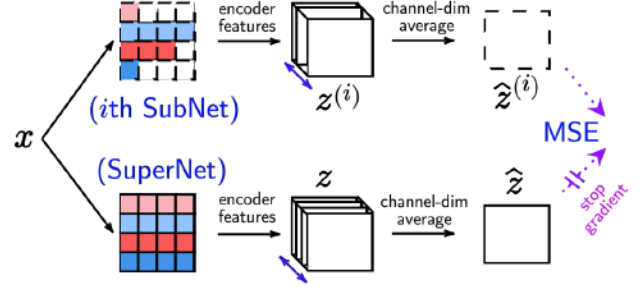 encoder
features
channel-dim
average
(ith SubNet)
z^{(i)}
ẑ^{(i)}
x
MSE
(SuperNet)
encoder
features
z
channel-dim
average
ẑ
stop
gradient